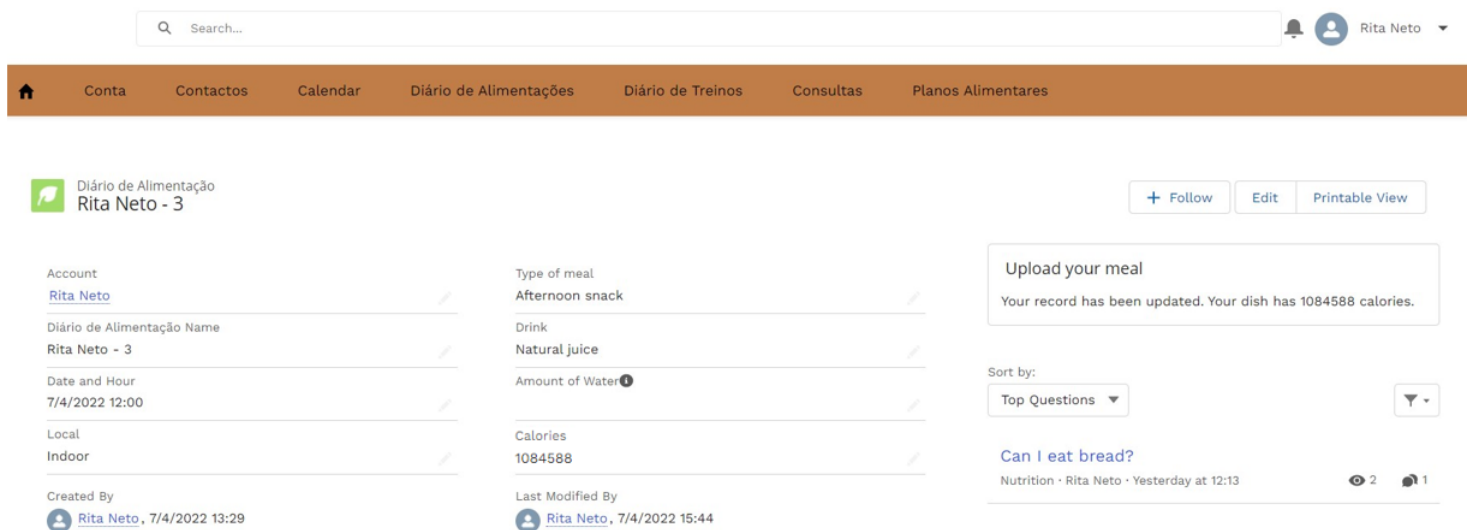 Search...
Rita Neto
Conta Contactos Calendar Diário de Alimentações Diário de Treinos Consultas Planos Alimentares
Diário de Alimentação
Rita Neto - 3
+ Follow Edit Printable View
Account
Rita Neto
Diário de Alimentação Name
Rita Neto - 3
Date and Hour
7/4/2022 12:00
Local
Indoor
Created By
Rita Neto, 7/4/2022 13:29
Type of meal
Afternoon snack
Drink
Natural juice
Amount of Water
Calories
1084588
Last Modified By
Rita Neto, 7/4/2022 15:44
Upload your meal
Your record has been updated. Your dish has 1084588 calories.
Sort by:
Top Questions
Can I eat bread?
Nutrition · Rita Neto · Yesterday at 12:13 2 1